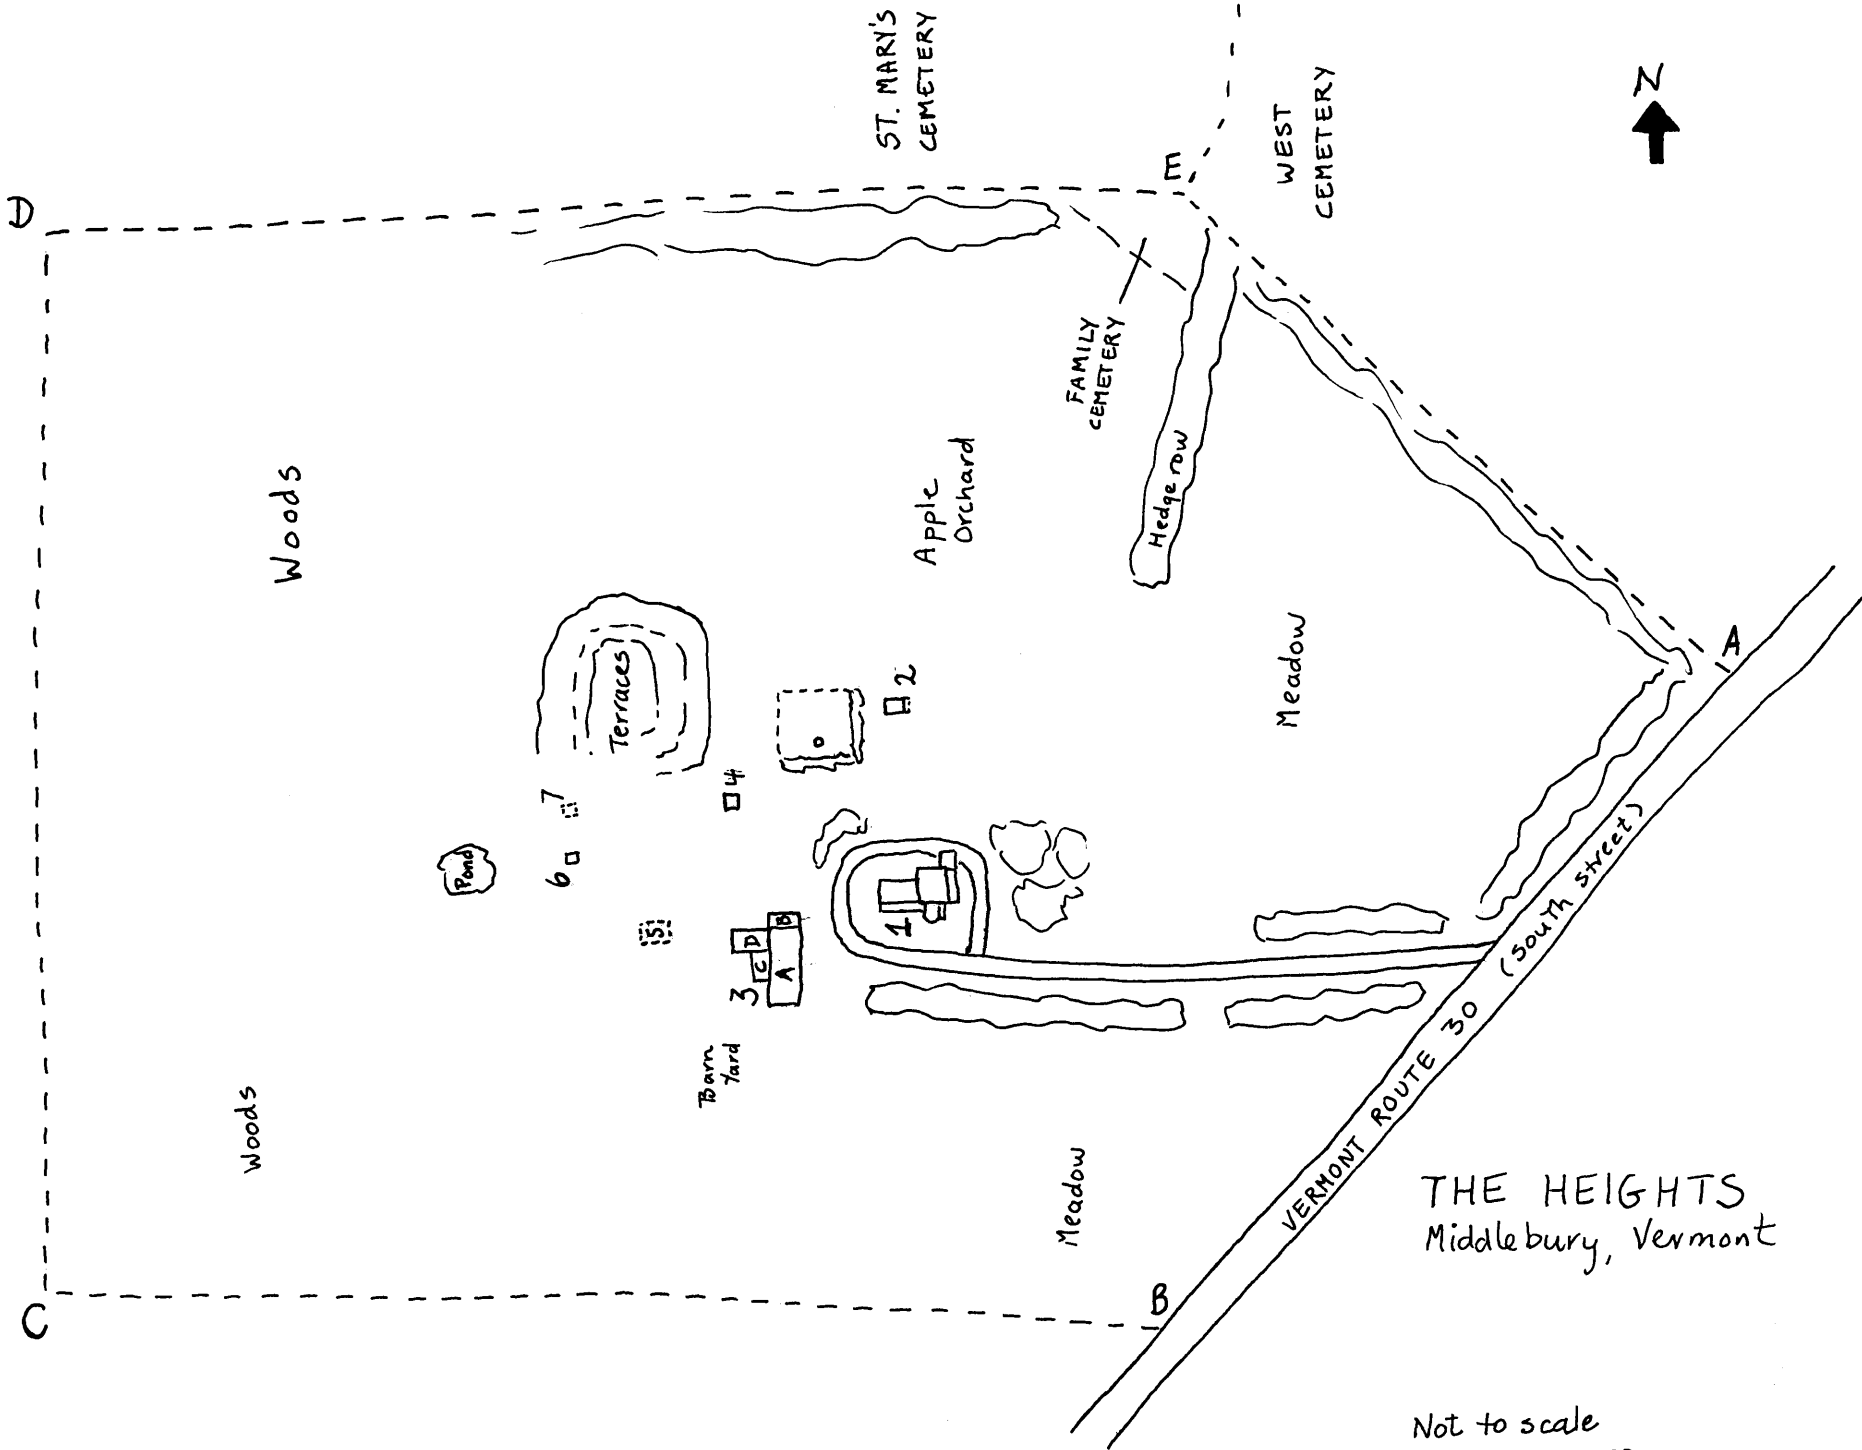 ST. MARY'S
CEMETERY
WEST
CEMETERY
N
E
D
FAMILY
CEMETERY
Woods
Apple
Orchard
Hedge row
Meadow
A
Terraces
2
4
7
6
Pond
5
1
B
D
C
A
3
Barn
Yard
Woods
Meadow
VERMONT ROUTE 30 (South Street)
THE HEIGHTS
Middlebury, Vermont
B
C
Not to scale